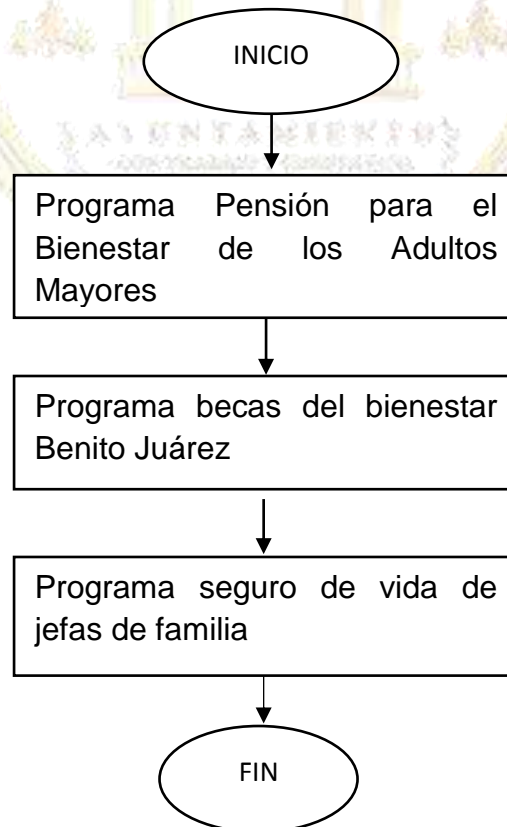 INICIO
AYUNTAMIENTO
Programa Pensión para el
Bienestar de los Adultos
Mayores
Programa becas del bienestar
Benito Juárez
Programa seguro de vida de
jefas de familia
FIN